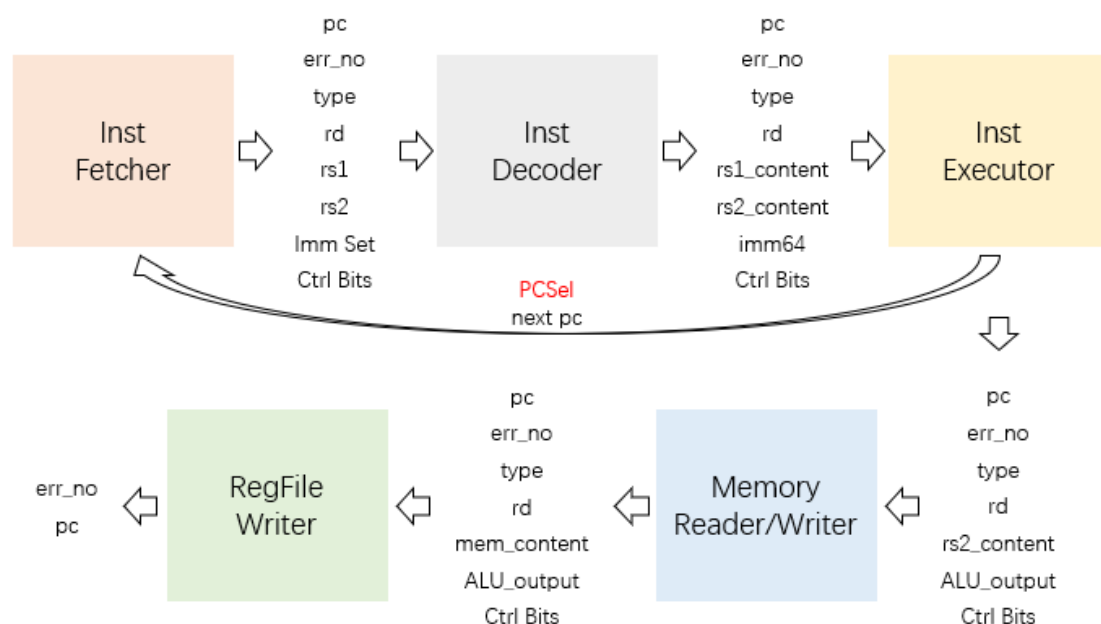 Inst
Fetcher
pc
err_no
type
rd
rs1
rs2
Imm Set
Ctrl Bits
Inst
Decoder
pc
err_no
type
rd
rs1_content
rs2_content
imm64
Ctrl Bits
Inst
Executor
PCSel
next pc
pc
err_no
type
rd
rs2_content
ALU_output
Ctrl Bits
Memory
Reader/Writer
pc
err_no
type
rd
mem_content
ALU_output
Ctrl Bits
RegFile
Writer
err_no
pc